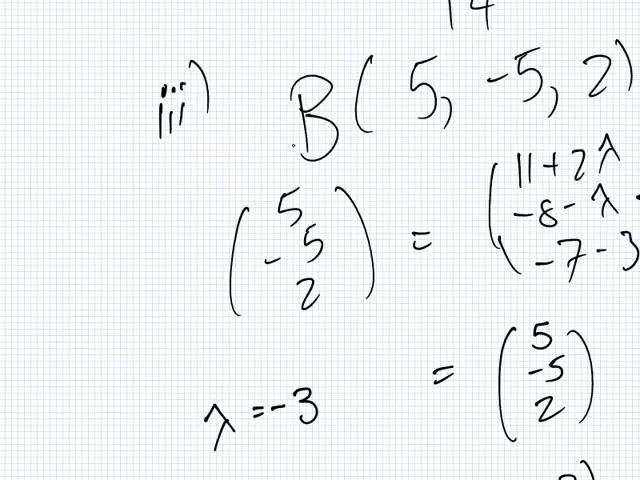 14
iii) B( 5, -5, 2)
( 5 -5 2 ) = ( 11 + 2λ
-8 - λ
-7 - 3
= ( 5 -5 2 )
λ = -3